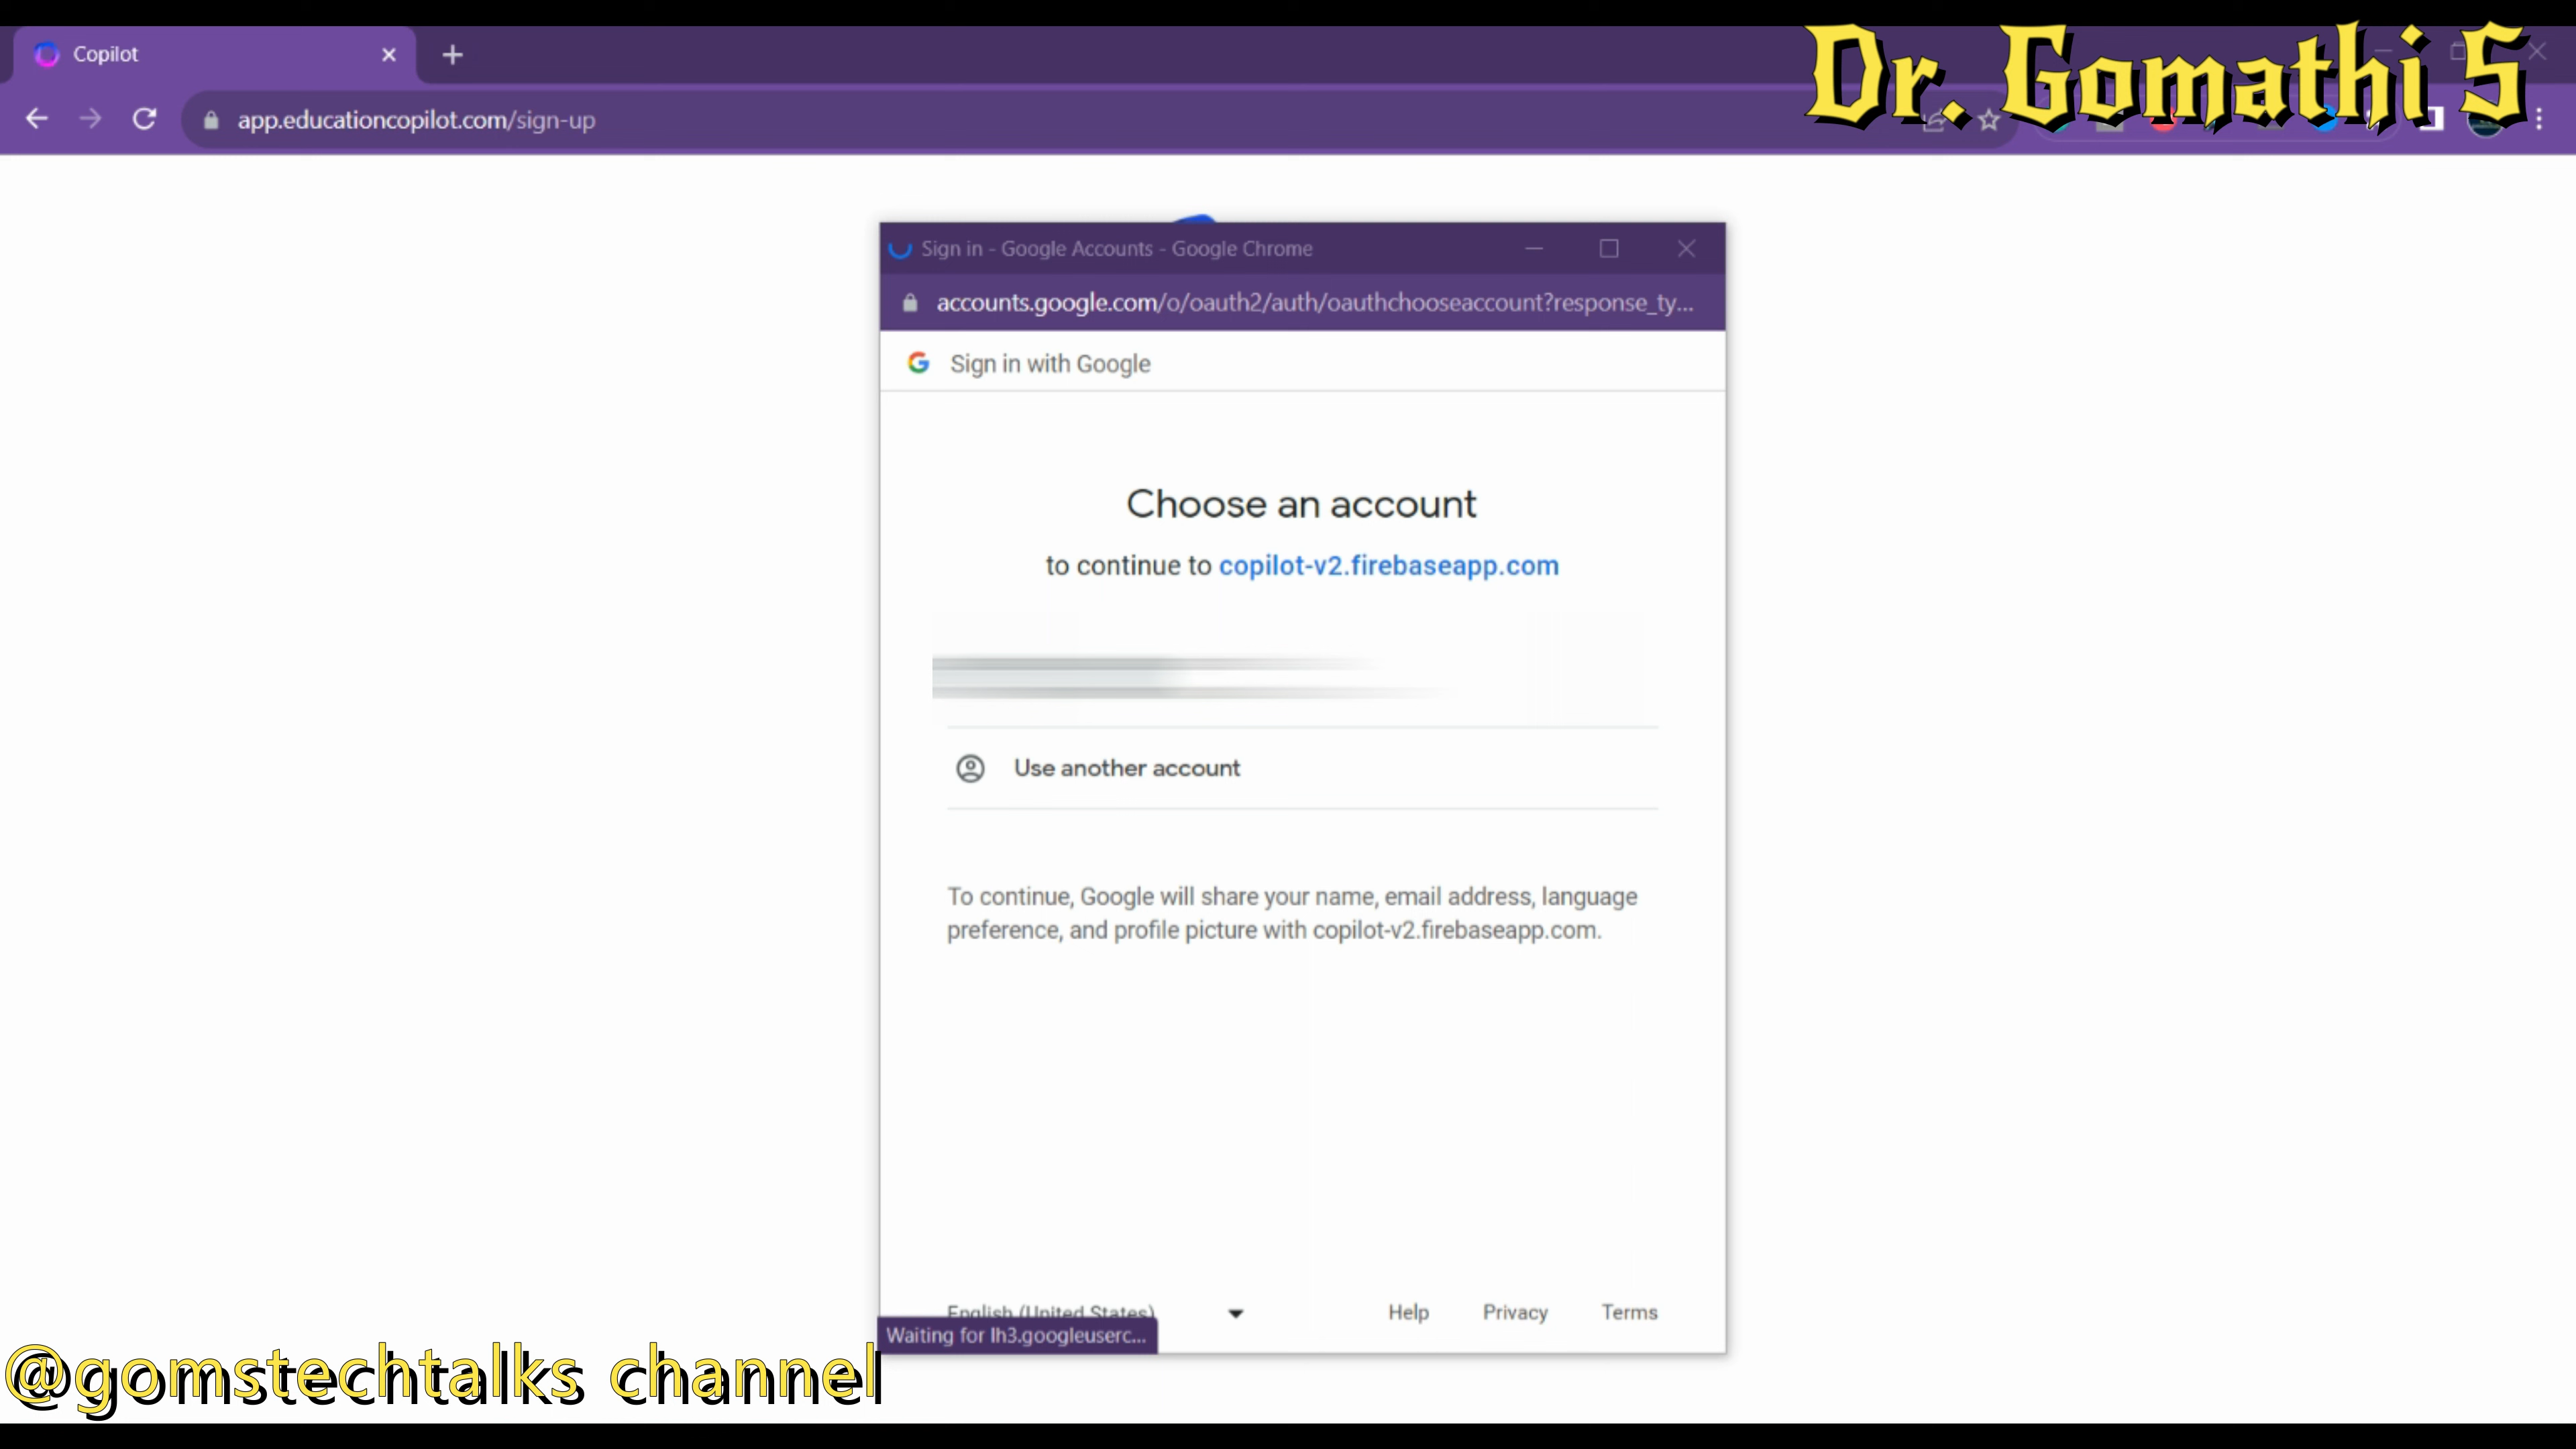 Copilot
Dr. Gomathi S
app.educationcopilot.com/sign-up
Sign in - Google Accounts - Google Chrome
accounts.google.com/o/oauth2/auth/oauthchooseaccount?response_ty...
Sign in with Google
Choose an account
to continue to copilot-v2.firebaseapp.com
Use another account
To continue, Google will share your name, email address, language
preference, and profile picture with copilot-v2.firebaseapp.com.
English (United States)
Help Privacy Terms
Waiting for lh3.googleuserc...
@gomstechtalks channel